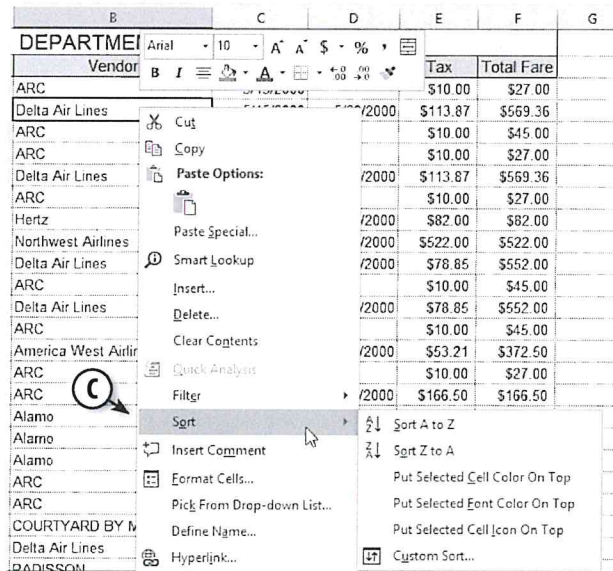 B C D E F G
DEPARTME
Arial 10 A A $ % ,
B I A
Vendor Tax Total Fare
ARC $10.00 $27.00
Delta Air Lines /2000 $113.87 $569.36
ARC $10.00 $45.00
ARC $10.00 $27.00
Delta Air Lines /2000 $113.87 $569.36
ARC $10.00 $27.00
Hertz /2000 $82.00 $82.00
Northwest Airlines /2000 $522.00 $522.00
Delta Air Lines /2000 $78.85 $552.00
ARC $10.00 $45.00
Delta Air Lines /2000 $78.85 $552.00
ARC $10.00 $45.00
America West Airlir /2000 $53.21 $372.50
ARC $10.00 $27.00
ARC /2000 $166.50 $166.50
Alamo
Alamo
Alamo
ARC
ARC
COURTYARD BY M
Delta Air Lines
RADISSON
Cut
Copy
Paste Options:
Paste Special...
Smart Lookup
Insert...
Delete...
Clear Contents
Quick Analysis
Filter
Sort
Insert Comment
Format Cells...
Pick From Drop-down List...
Define Name...
Hyperlink...
C
Sort A to Z
Sort Z to A
Put Selected Cell Color On Top
Put Selected Font Color On Top
Put Selected Cell Icon On Top
Custom Sort...